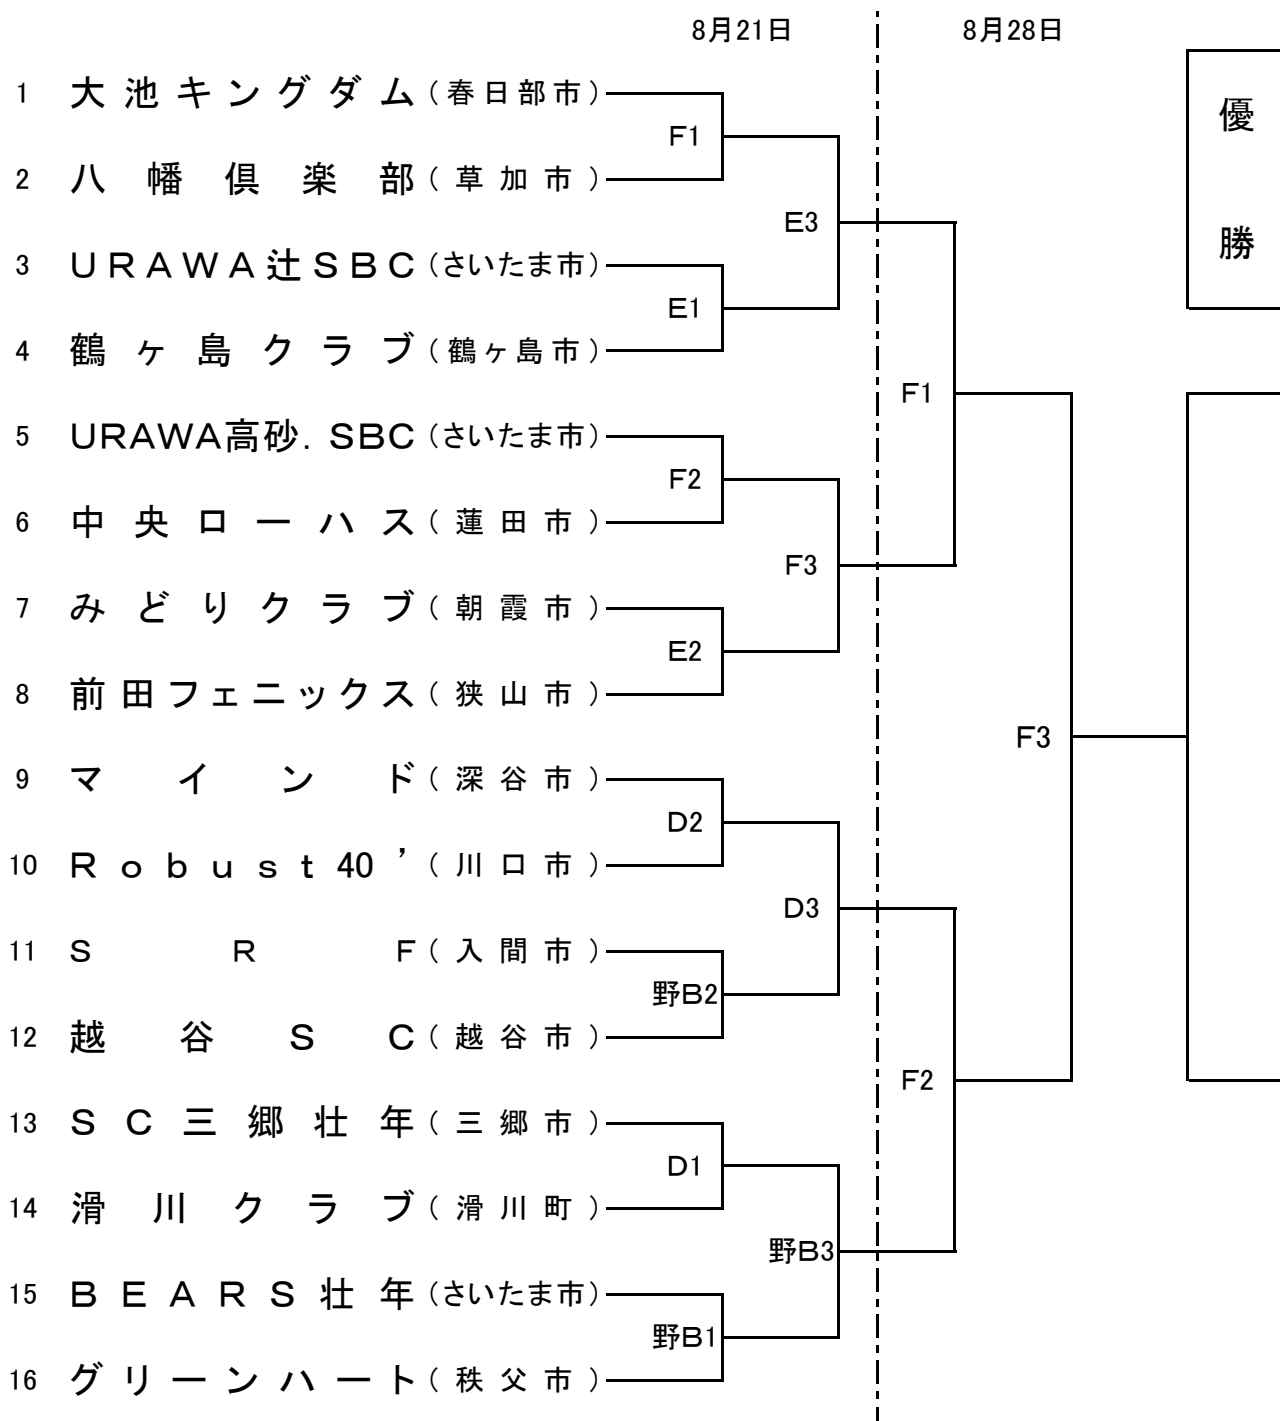 8月21日 8月28日
優
1 大池キングダム(春日部市)
F1
2 八幡倶楽部(草加市)
E3
勝
3 URAWA辻SBC(さいたま市)
E1
4 鶴ヶ島クラブ(鶴ヶ島市)
F1
5 URAWA高砂.SBC(さいたま市)
F2
6 中央ローハス(蓮田市)
F3
7 みどりクラブ(朝霞市)
E2
8 前田フェニックス(狭山市)
F3
9 マインド(深谷市)
D2
10 Robust40’(川口市)
D3
11 SRF(入間市)
野B2
12 越谷SC(越谷市)
F2
13 SC三郷壮年(三郷市)
D1
14 滑川クラブ(滑川町)
野B3
15 BEARS壮年(さいたま市)
野B1
16 グリーンハート(秩父市)